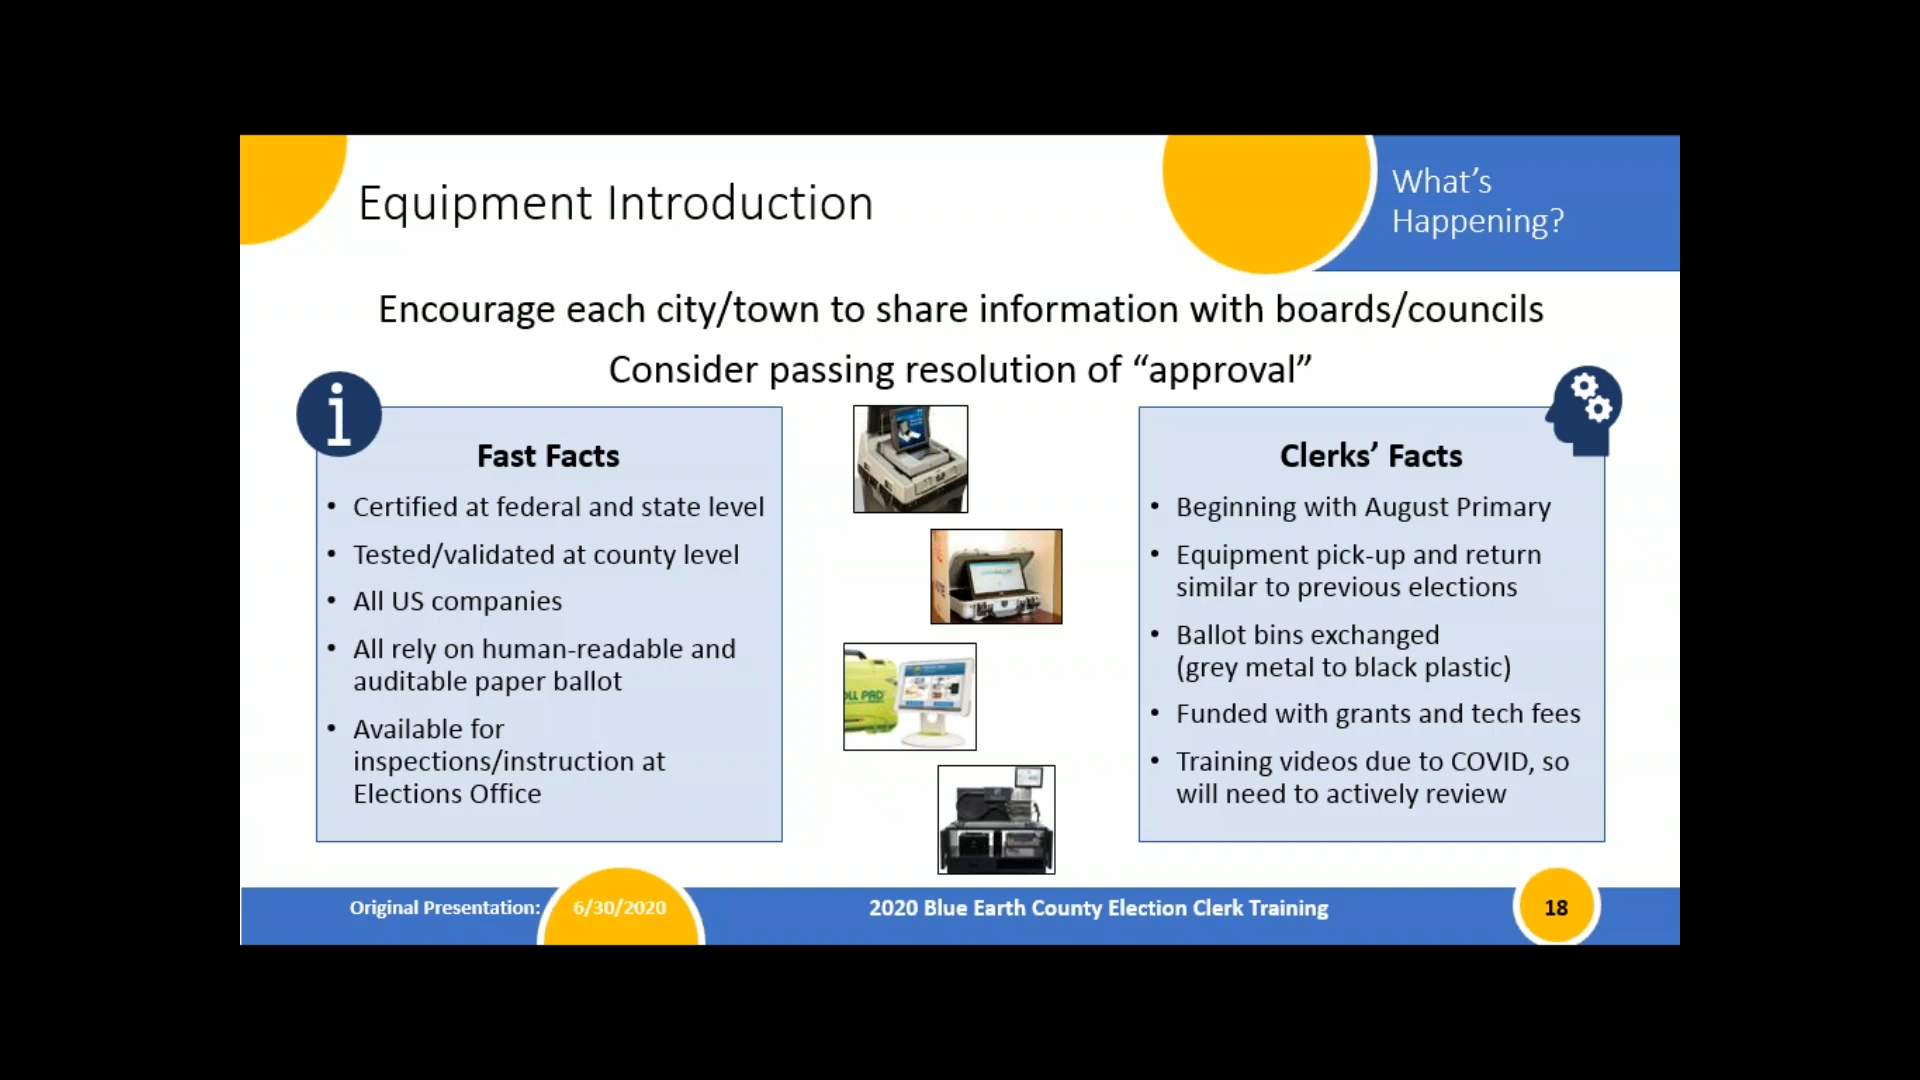 Equipment Introduction
What’s
Happening?
Encourage each city/town to share information with boards/councils
Consider passing resolution of “approval”
i
Fast Facts
• Certified at federal and state level
• Tested/validated at county level
• All US companies
• All rely on human-readable and
auditable paper ballot
• Available for
inspections/instruction at
Elections Office
OLL PAD
Clerks’ Facts
• Beginning with August Primary
• Equipment pick-up and return
similar to previous elections
• Ballot bins exchanged
(grey metal to black plastic)
• Funded with grants and tech fees
• Training videos due to COVID, so
will need to actively review
Original Presentation: 6/30/2020
2020 Blue Earth County Election Clerk Training
18